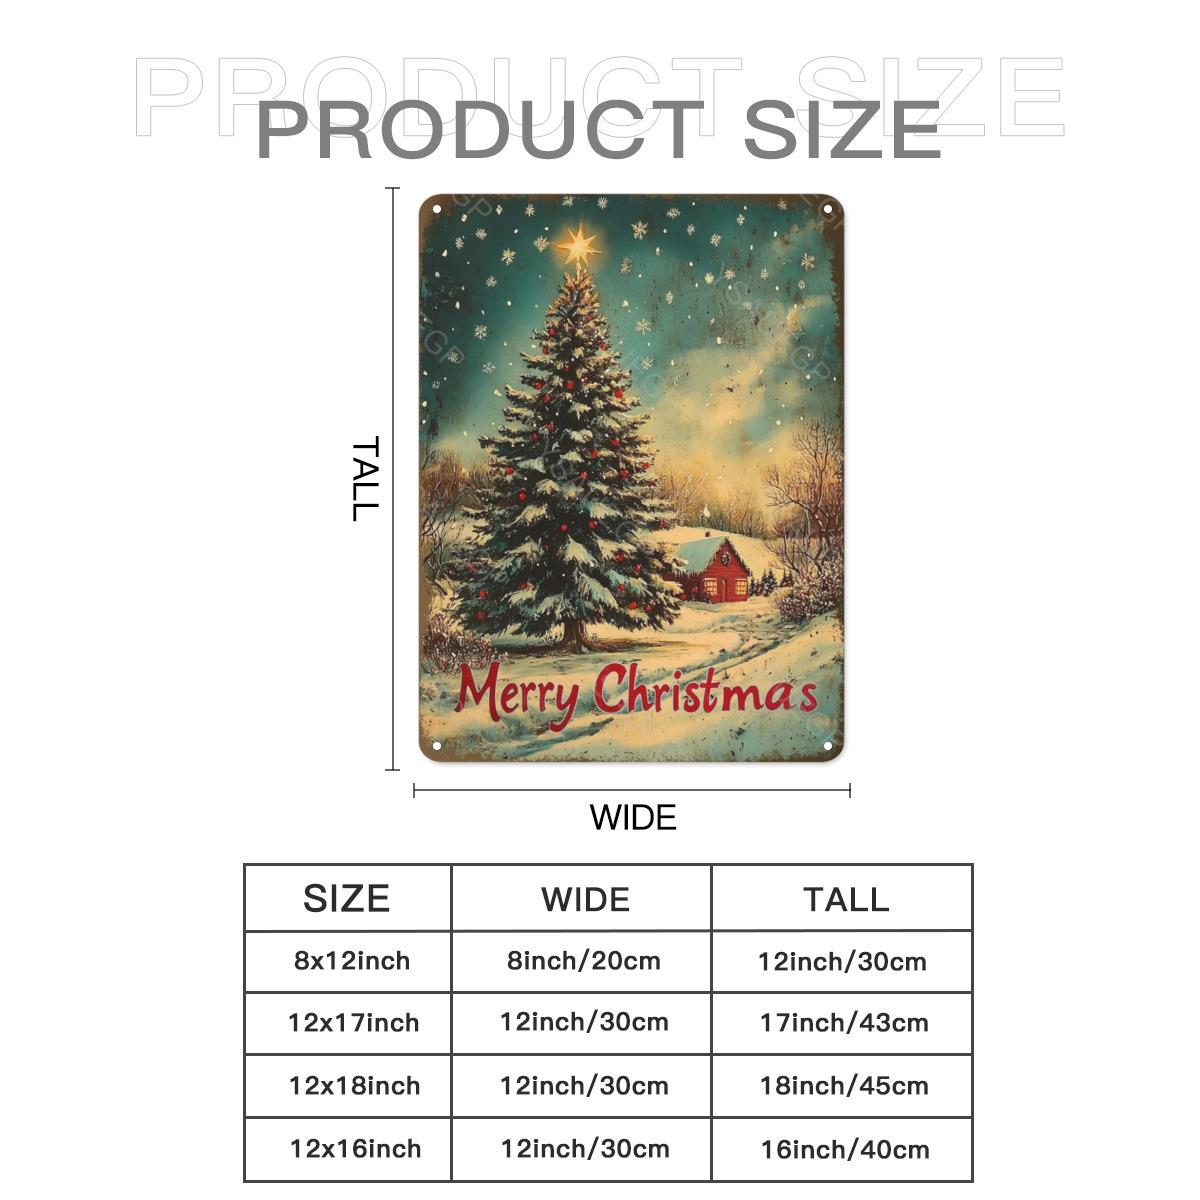 PRODUCT SIZE
PRODUCT SIZE
TALL
Merry Christmas
WIDE
SIZE WIDE TALL
8x12inch 8inch/20cm 12inch/30cm
12x17inch 12inch/30cm 17inch/43cm
12x18inch 12inch/30cm 18inch/45cm
12x16inch 12inch/30cm 16inch/40cm